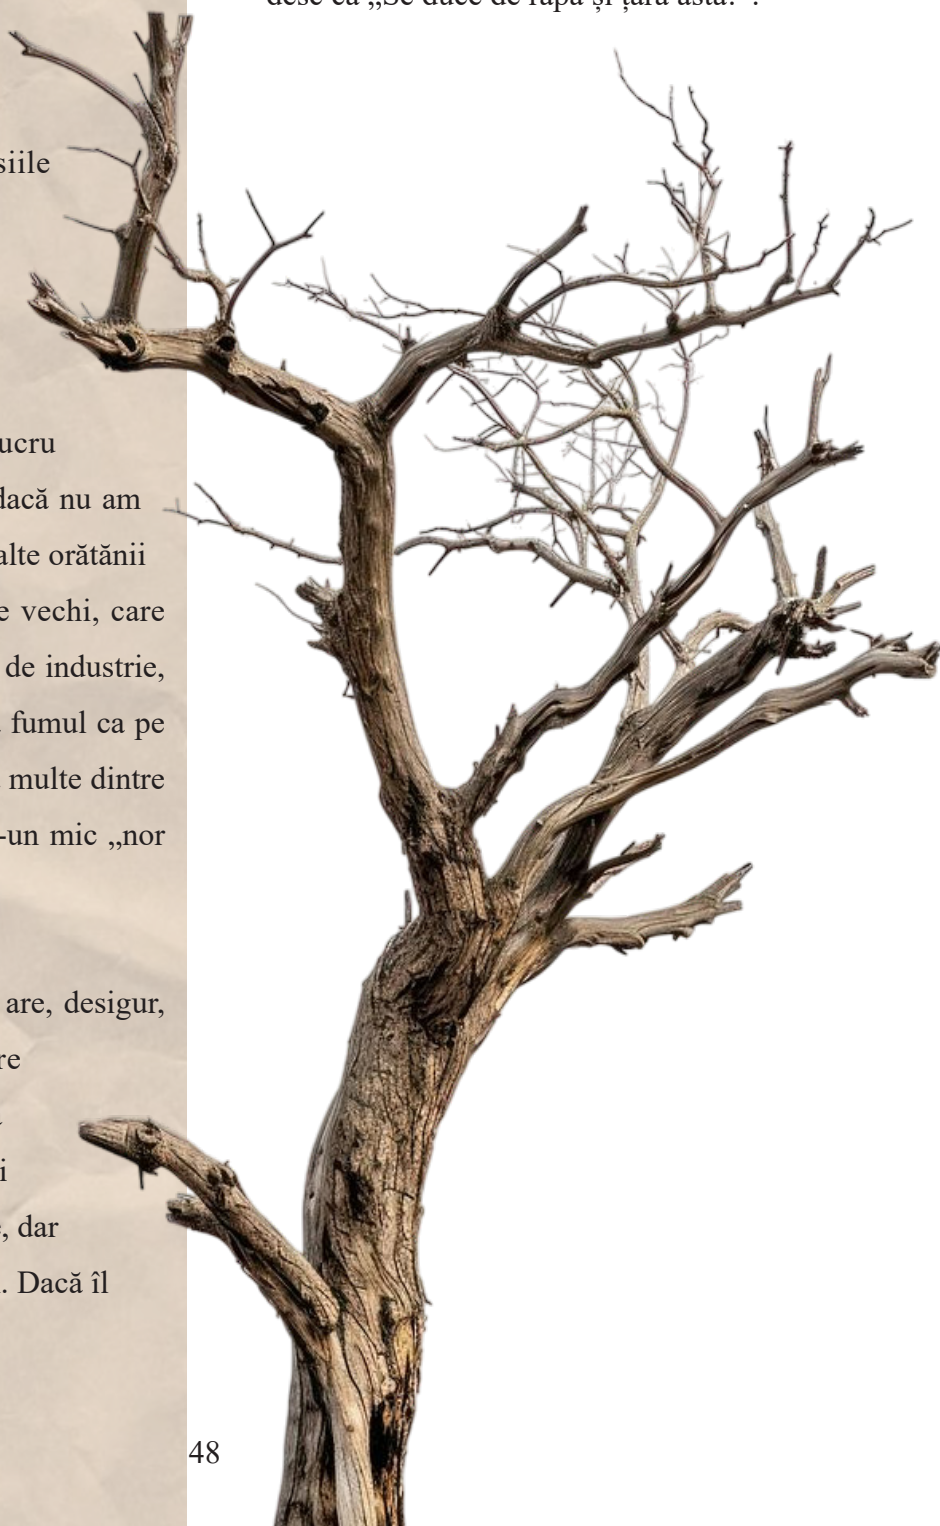 desc că „Se duce de râpă și țara asta!”.
siile
ucru
dacă nu am
alte orătănii
e vechi, care
de industrie,
fumul ca pe
multe dintre
-un mic „nor
are, desigur,
re
i
, dar
. Dacă îl
48